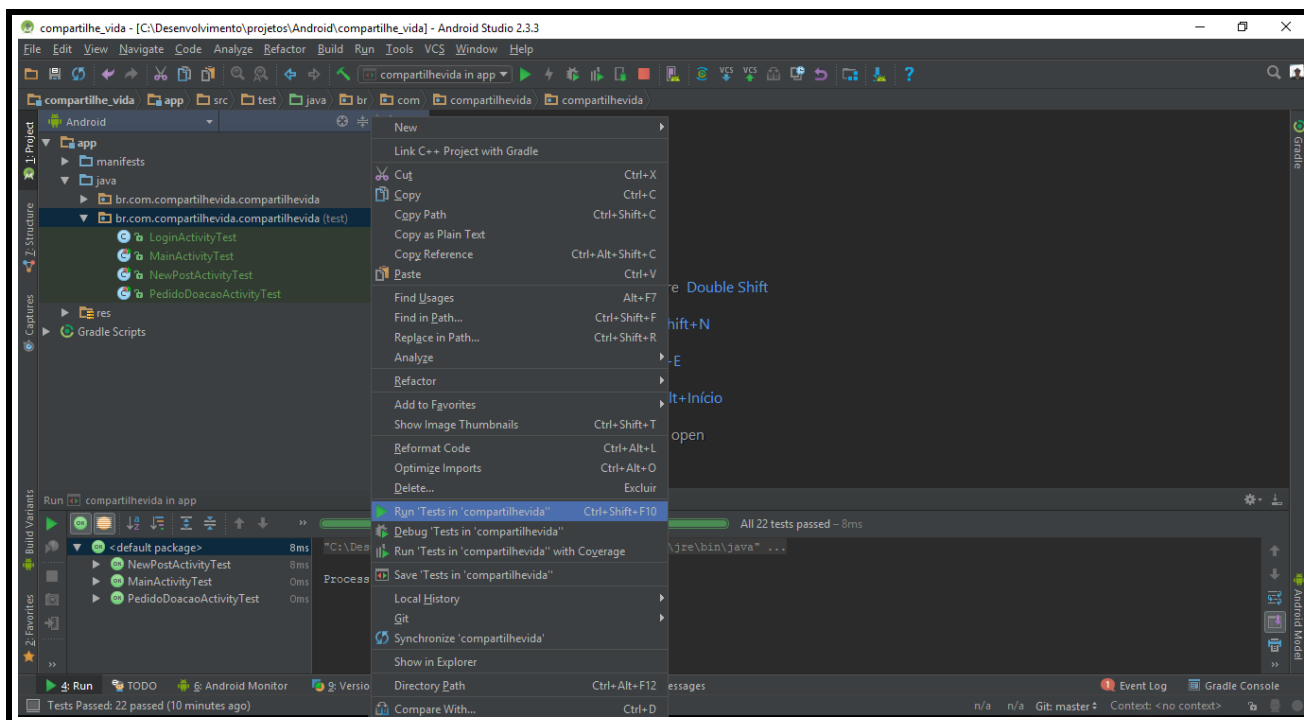 compartilhe_vida - [C:\Desenvolvimento\projetos\Android\compartilhe_vida] - Android Studio 2.3.3
File Edit View Navigate Code Analyze Refactor Build Run Tools VCS Window Help
compartilhevida in app
VCS VCS
compartilhe_vida app src test java br com compartilhevida compartilhevida
1: Project
Z: Structure
Captures
Build Variants
2: Favorites
Android
app
manifests
java
br.com.compartilhevida.compartilhevida
br.com.compartilhevida.compartilhevida (test)
LoginActivityTest
MainActivityTest
NewPostActivityTest
PedidoDoacaoActivityTest
res
Gradle Scripts
New
Link C++ Project with Gradle
Cut Ctrl+X
Copy Ctrl+C
Copy Path Ctrl+Shift+C
Copy as Plain Text
Copy Reference Ctrl+Alt+Shift+C
Paste Ctrl+V
Find Usages Alt+F7
Find in Path... Ctrl+Shift+F
Replace in Path... Ctrl+Shift+R
Analyze
Refactor
Add to Favorites
Show Image Thumbnails Ctrl+Shift+T
Reformat Code Ctrl+Alt+L
Optimize Imports Ctrl+Alt+O
Delete... Excluir
Run 'Tests in 'compartilhevida'' Ctrl+Shift+F10
Debug 'Tests in 'compartilhevida''
Run 'Tests in 'compartilhevida'' with Coverage
Save 'Tests in 'compartilhevida''
Local History
Git
Synchronize 'compartilhevida'
Show in Explorer
Directory Path Ctrl+Alt+F12
Compare With... Ctrl+D
re Double Shift
hift+N
+E
lt+Início
open
Gradle
Android Model
Run compartilhevida in app
All 22 tests passed – 8ms
<default package> 8ms
NewPostActivityTest 8ms
MainActivityTest 0ms
PedidoDoacaoActivityTest 0ms
"C:\Des
\jre\bin\java" ...
Process
4: Run TODO 6: Android Monitor 9: Versio
essages
1 Event Log Gradle Console
Tests Passed: 22 passed (10 minutes ago)
n/a n/a Git: master Context: <no context>